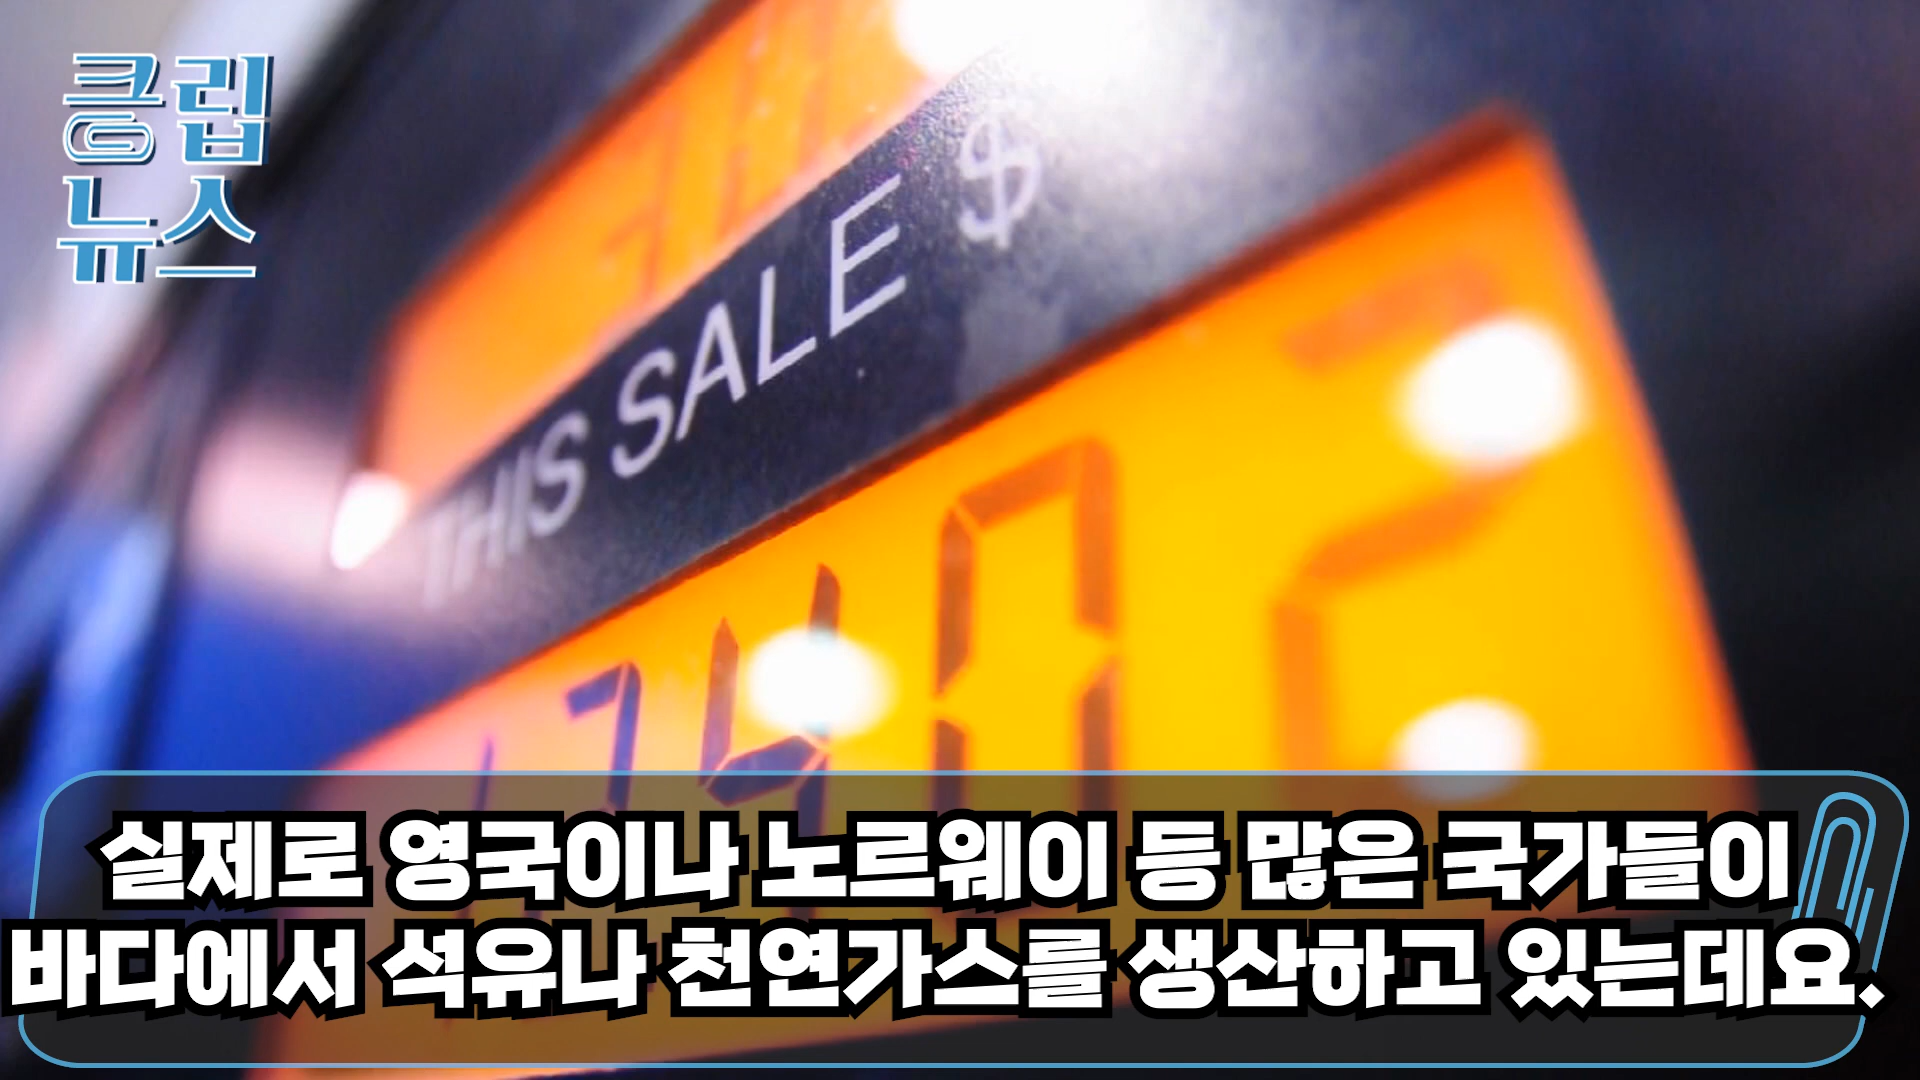 클립
뉴스
THIS SALE $
실제로 영국이나 노르웨이 등 많은 국가들이
바다에서 석유나 천연가스를 생산하고 있는데요.